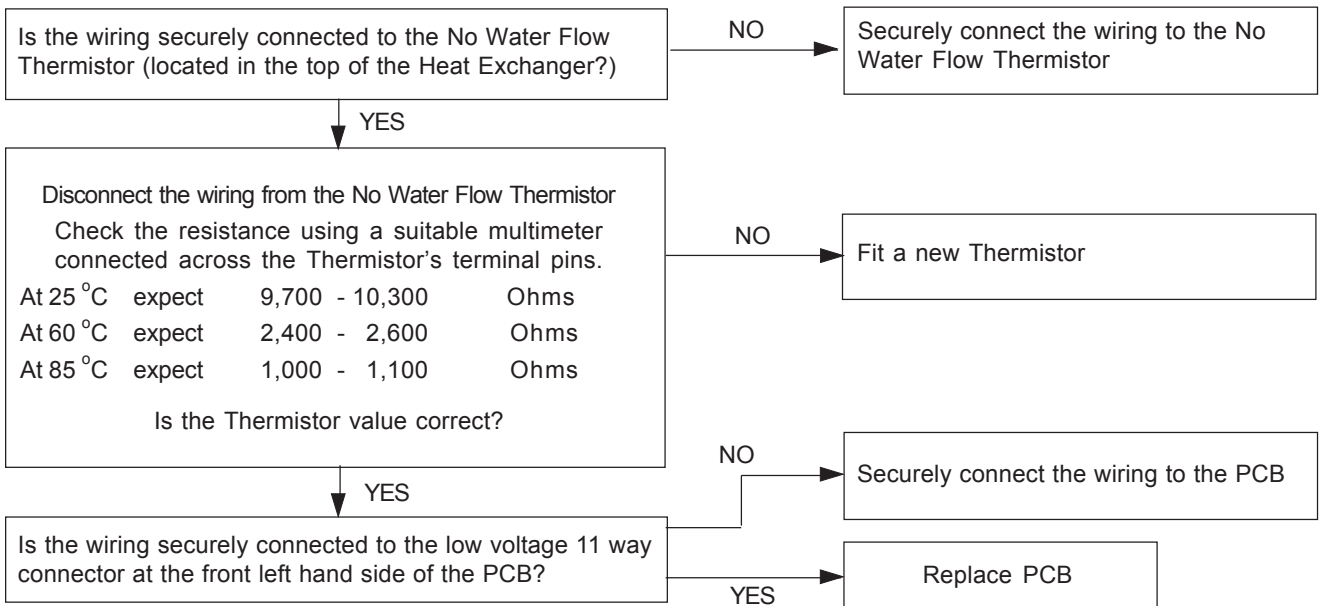 Is the wiring securely connected to the No Water Flow
Thermistor (located in the top of the Heat Exchanger?)
NO
Securely connect the wiring to the No
Water Flow Thermistor
YES
Disconnect the wiring from the No Water Flow Thermistor
Check the resistance using a suitable multimeter
connected across the Thermistor's terminal pins.
At 25 °C expect 9,700 - 10,300 Ohms
At 60 °C expect 2,400 - 2,600 Ohms
At 85 °C expect 1,000 - 1,100 Ohms
Is the Thermistor value correct?
NO
Fit a new Thermistor
YES
Is the wiring securely connected to the low voltage 11 way
connector at the front left hand side of the PCB?
NO
Securely connect the wiring to the PCB
YES
Replace PCB